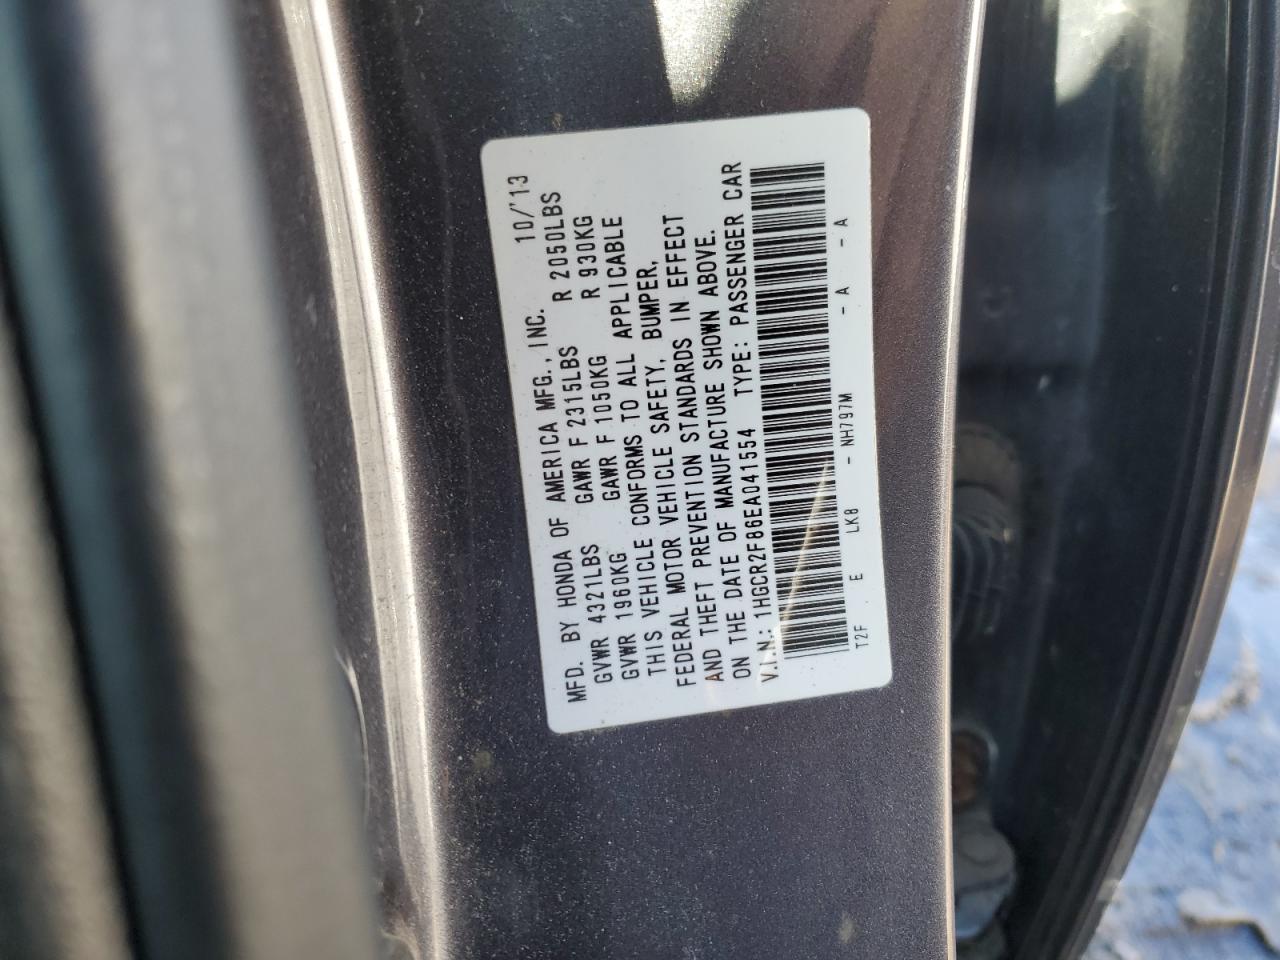 MFD. BY HONDA OF AMERICA MFG., INC. 10/'13
GVWR 4321LBS GAWR F 2315LBS R 2050LBS
GVWR 1960KG GAWR F 1050KG R 930KG
THIS VEHICLE CONFORMS TO ALL APPLICABLE
FEDERAL MOTOR VEHICLE SAFETY, BUMPER,
AND THEFT PREVENTION STANDARDS IN EFFECT
ON THE DATE OF MANUFACTURE SHOWN ABOVE.
V.I.N.: 1HGCR2F86EA041554 TYPE: PASSENGER CAR
T2F . E LK8 - NH797M - A - A